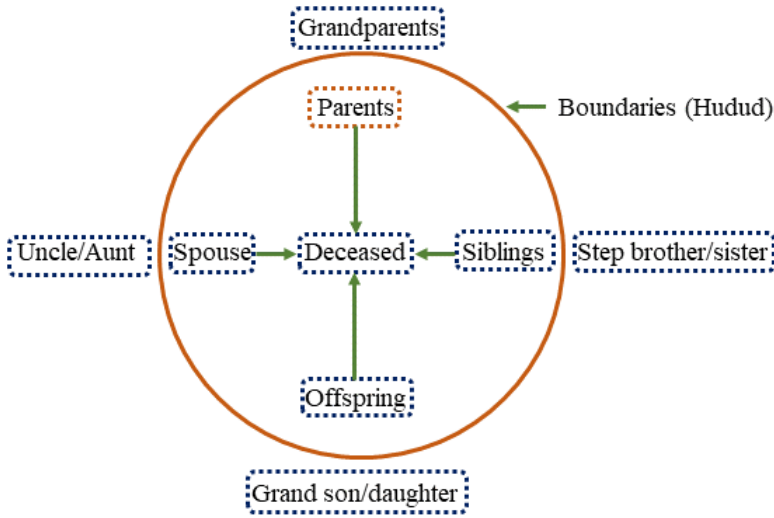 Grandparents
Parents
Boundaries (Hudud)
Uncle/Aunt
Spouse
Deceased
Siblings
Step brother/sister
Offspring
Grand son/daughter